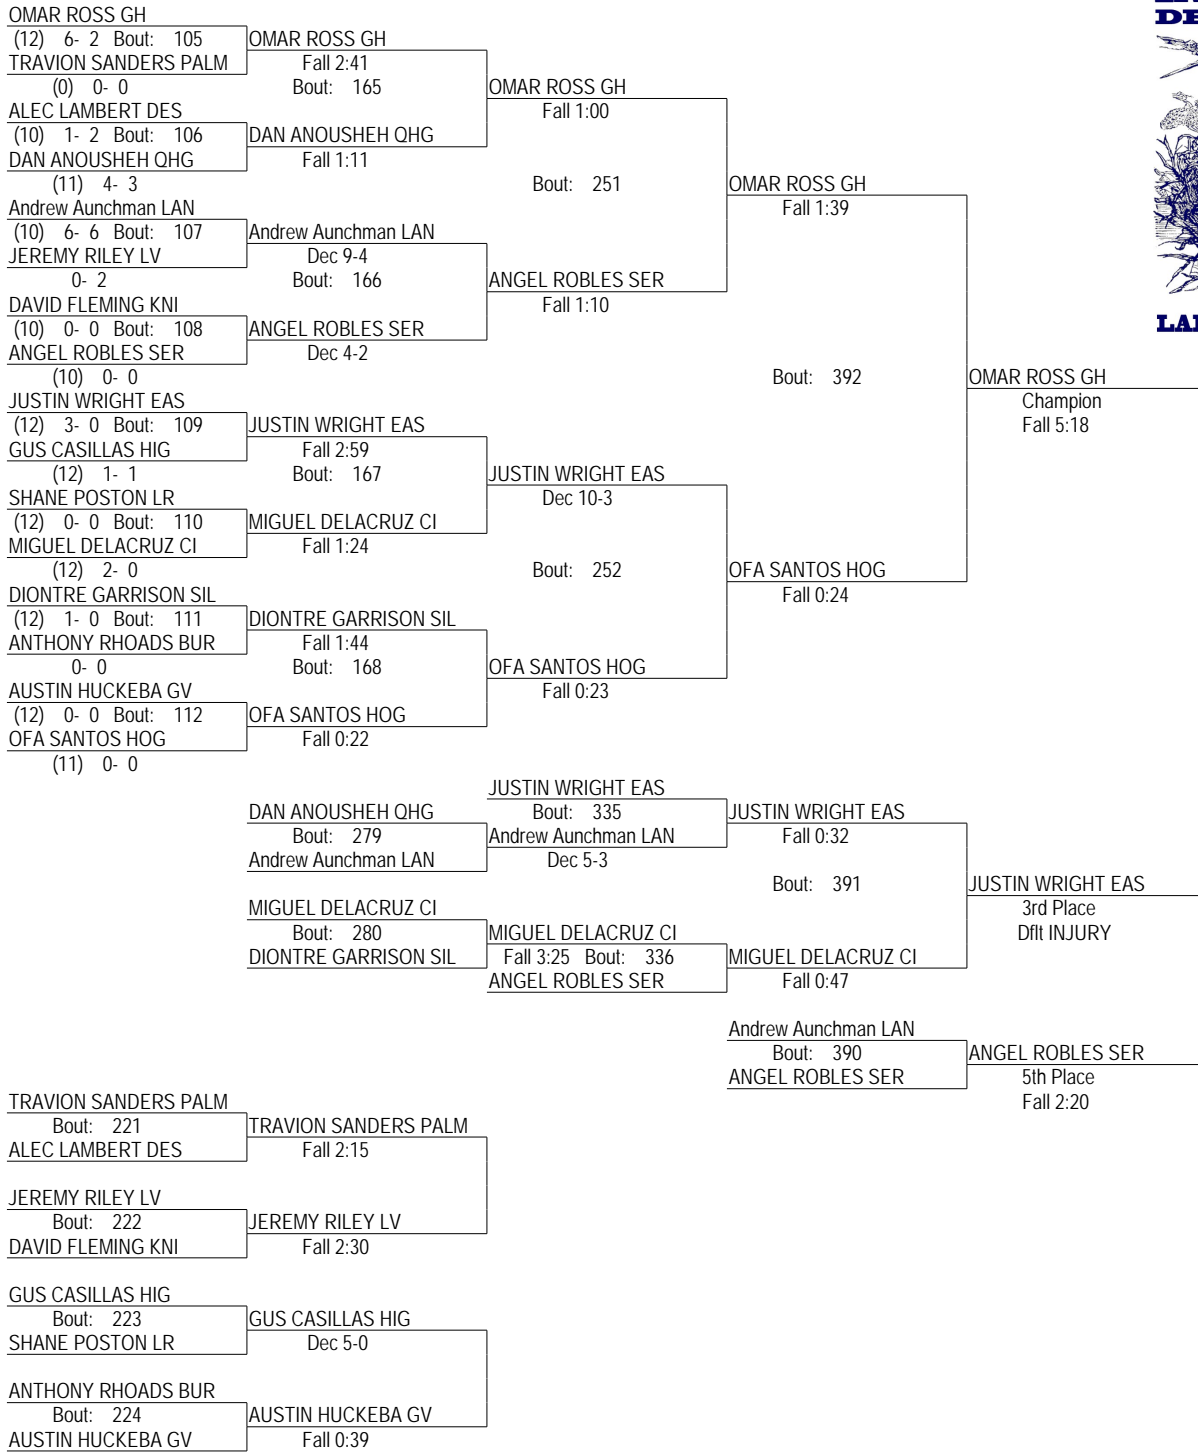 OMAR ROSS GH
(12) 6- 2 Bout: 105
TRAVION SANDERS PALM
(0) 0- 0
ALEC LAMBERT DES
(10) 1- 2 Bout: 106
DAN ANOUSHEH QHG
(11) 4- 3
Andrew Aunchman LAN
(10) 6- 6 Bout: 107
JEREMY RILEY LV
0- 2
DAVID FLEMING KNI
(10) 0- 0 Bout: 108
ANGEL ROBLES SER
(10) 0- 0
JUSTIN WRIGHT EAS
(12) 3- 0 Bout: 109
GUS CASILLAS HIG
(12) 1- 1
SHANE POSTON LR
(12) 0- 0 Bout: 110
MIGUEL DELACRUZ CI
(12) 2- 0
DIONTRE GARRISON SIL
(12) 1- 0 Bout: 111
ANTHONY RHOADS BUR
0- 0
AUSTIN HUCKEBA GV
(12) 0- 0 Bout: 112
OFA SANTOS HOG
(11) 0- 0
OMAR ROSS GH
Fall 2:41
Bout: 165
DAN ANOUSHEH QHG
Fall 1:11
Andrew Aunchman LAN
Dec 9-4
Bout: 166
ANGEL ROBLES SER
Dec 4-2
JUSTIN WRIGHT EAS
Fall 2:59
Bout: 167
MIGUEL DELACRUZ CI
Fall 1:24
DIONTRE GARRISON SIL
Fall 1:44
Bout: 168
OFA SANTOS HOG
Fall 0:22
OMAR ROSS GH
Fall 1:00
Bout: 251
ANGEL ROBLES SER
Fall 1:10
JUSTIN WRIGHT EAS
Dec 10-3
Bout: 252
OFA SANTOS HOG
Fall 0:23
OMAR ROSS GH
Fall 1:39
Bout: 392
OFA SANTOS HOG
Fall 0:24
OMAR ROSS GH
Champion
Fall 5:18
DAN ANOUSHEH QHG
Bout: 279
Andrew Aunchman LAN
MIGUEL DELACRUZ CI
Bout: 280
DIONTRE GARRISON SIL
JUSTIN WRIGHT EAS
Bout: 335
Andrew Aunchman LAN
Dec 5-3
MIGUEL DELACRUZ CI
Fall 3:25 Bout: 336
ANGEL ROBLES SER
JUSTIN WRIGHT EAS
Fall 0:32
Bout: 391
MIGUEL DELACRUZ CI
Fall 0:47
JUSTIN WRIGHT EAS
3rd Place
Dflt INJURY
Andrew Aunchman LAN
Bout: 390
ANGEL ROBLES SER
ANGEL ROBLES SER
5th Place
Fall 2:20
TRAVION SANDERS PALM
Bout: 221
ALEC LAMBERT DES
TRAVION SANDERS PALM
Fall 2:15
JEREMY RILEY LV
Bout: 222
DAVID FLEMING KNI
JEREMY RILEY LV
Fall 2:30
GUS CASILLAS HIG
Bout: 223
SHANE POSTON LR
GUS CASILLAS HIG
Dec 5-0
ANTHONY RHOADS BUR
Bout: 224
AUSTIN HUCKEBA GV
AUSTIN HUCKEBA GV
Fall 0:39